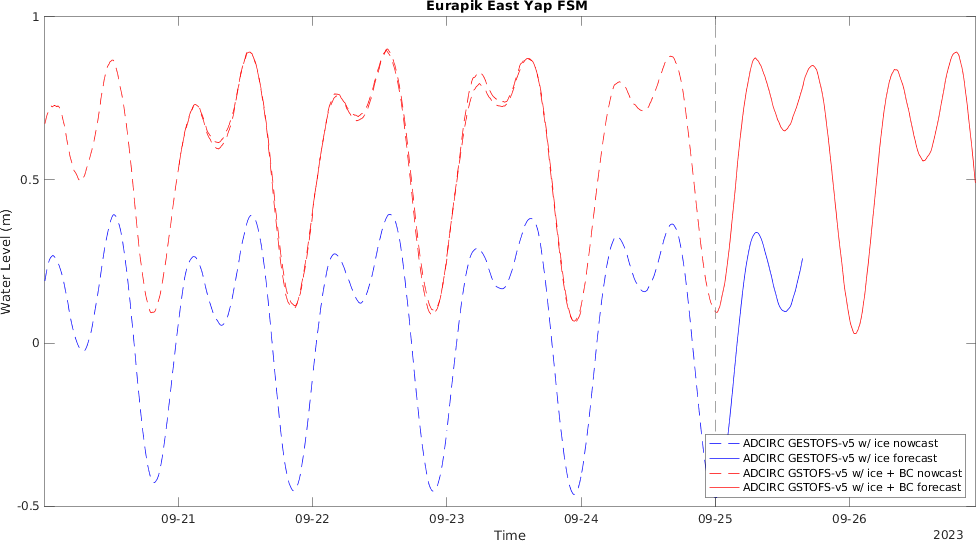 Eurapik East Yap FSM
1
0.5
0
-0.5
Water Level (m)
09-21 09-22 09-23 09-24 09-25 09-26
Time
2023
ADCIRC GESTOFS-v5 w/ ice nowcast
ADCIRC GESTOFS-v5 w/ ice forecast
ADCIRC GSTOFS-v5 w/ ice + BC nowcast
ADCIRC GSTOFS-v5 w/ ice + BC forecast